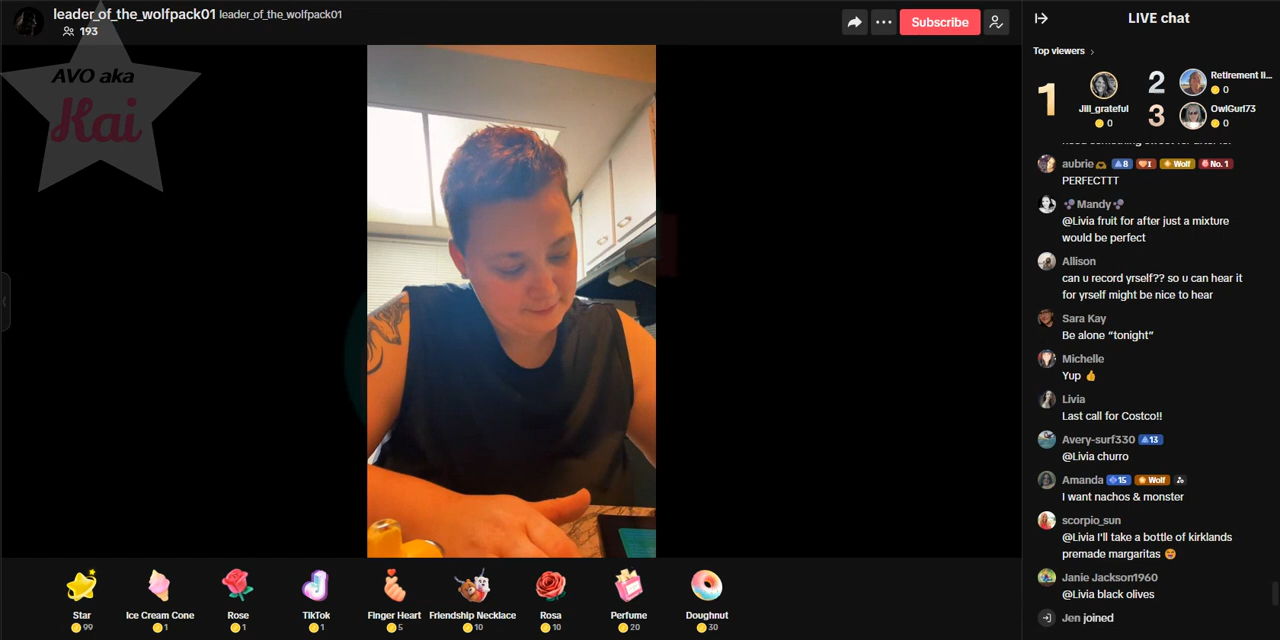 leader_of_the_wolfpack01 leader_of_the_wolfpack01
193
Subscribe
AVO aka
Kai
LIVE chat
Top viewers
1
Jill_grateful
0
2
Retirement li...
0
3
OwlGurl73
0
aubrie 8 I Wolf No. 1
PERFECTTT
Mandy
@Livia fruit for after just a mixture
would be perfect
Allison
can u record yrself?? so u can hear it
for yrself might be nice to hear
Sara Kay
Be alone “tonight”
Michelle
Yup 👍
Livia
Last call for Costco!!
Avery-surf330 13
@Livia churro
Amanda 15 Wolf
I want nachos & monster
scorpio_sun
@Livia I'll take a bottle of kirklands
premade margaritas
Janie Jackson1960
@Livia black olives
Jen joined
Star Ice Cream Cone Rose TikTok Finger Heart Friendship Necklace Rosa Perfume Doughnut
99 1 1 1 5 10 10 20 30